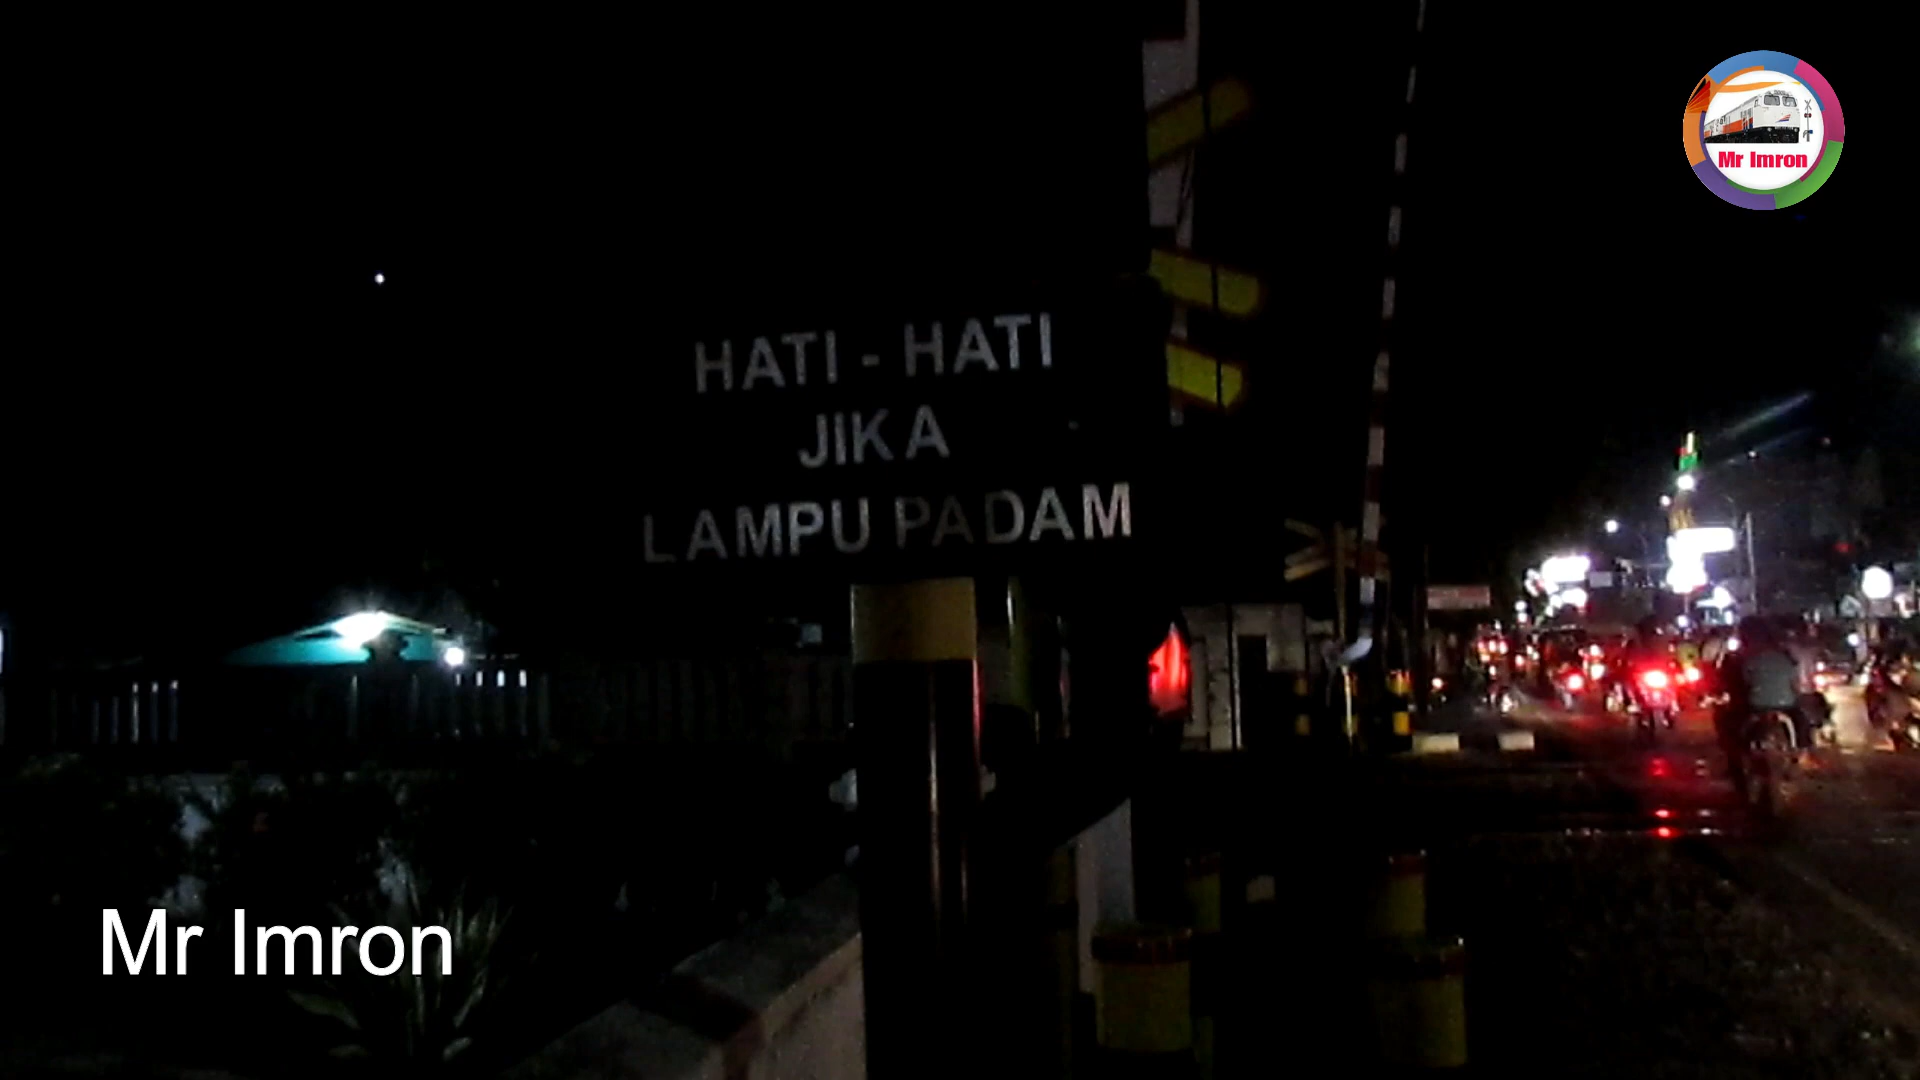 Mr Imron
HATI - HATI
JIKA
LAMPU PADAM
Mr Imron